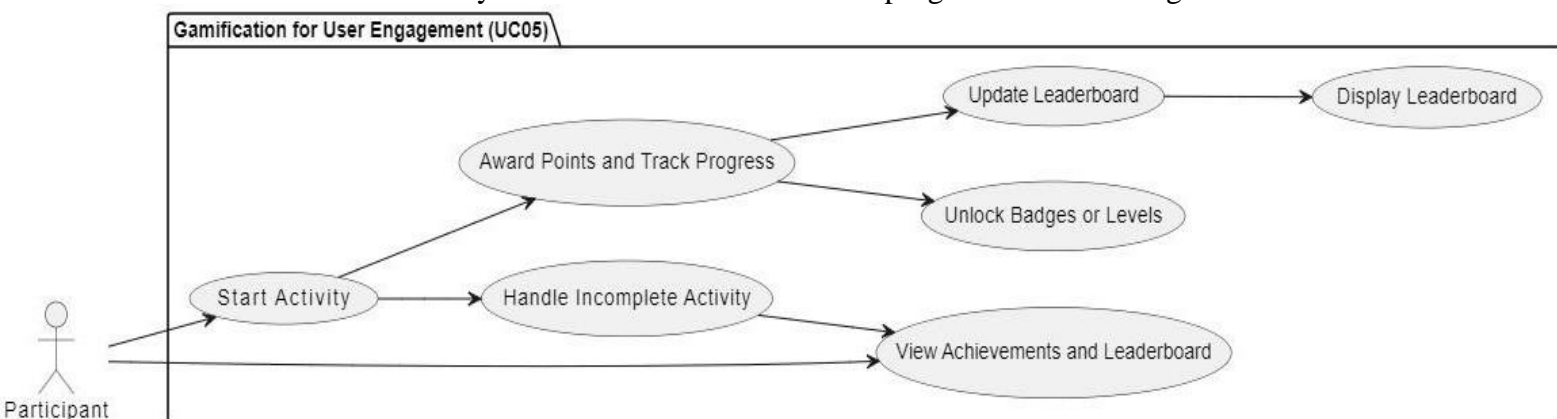 Gamification for User Engagement (UC05)
Update Leaderboard
Display Leaderboard
Award Points and Track Progress
Unlock Badges or Levels
Start Activity
Handle Incomplete Activity
View Achievements and Leaderboard
Participant